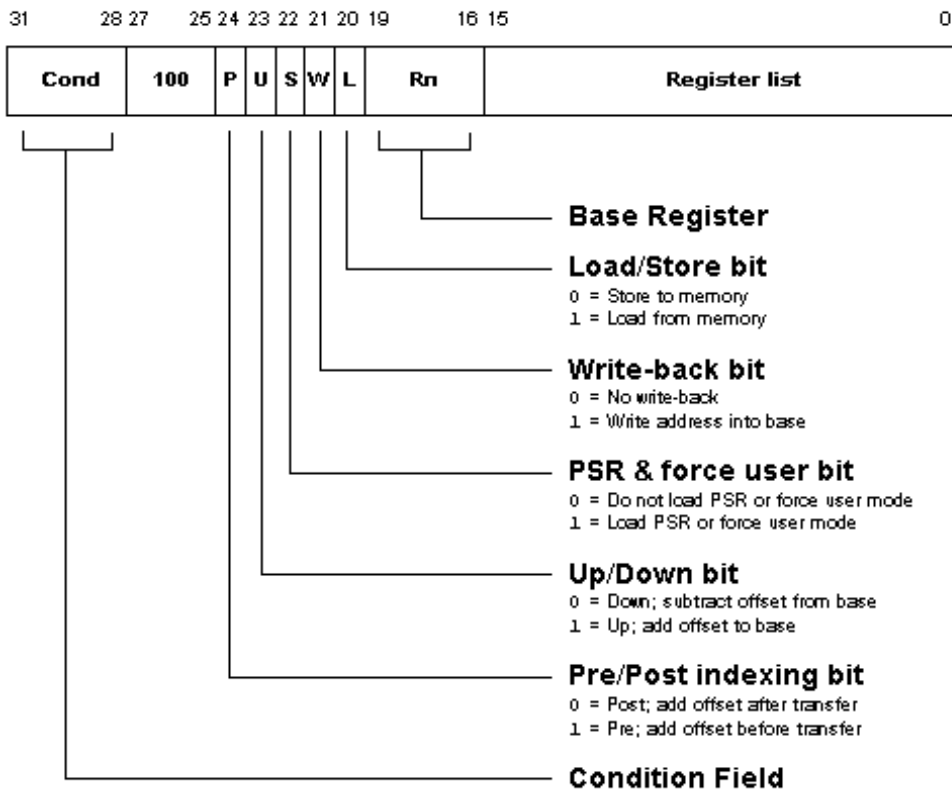 31 28 27 25 24 23 22 21 20 19 16 15 0
Cond 100 P U S W L Rn Register list
Base Register
Load/Store bit
0 = Store to memory
1 = Load from memory
Write-back bit
0 = No write-back
1 = Write address into base
PSR & force user bit
0 = Do not load PSR or force user mode
1 = Load PSR or force user mode
Up/Down bit
0 = Down; subtract offset from base
1 = Up; add offset to base
Pre/Post indexing bit
0 = Post; add offset after transfer
1 = Pre; add offset before transfer
Condition Field